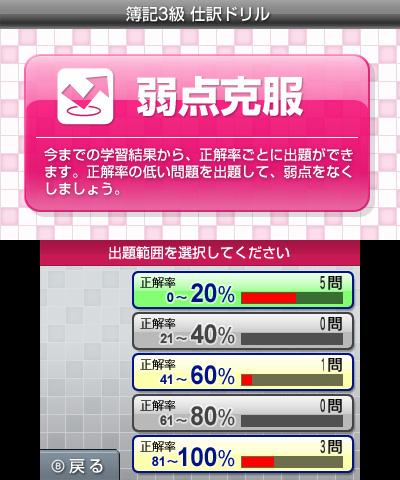 簿記3級 仕訳ドリル
弱点克服
今までの学習結果から、正解率ごとに出題ができ
ます。正解率の低い問題を出題して、弱点をなく
しましょう。
出題範囲を選択してください
正解率 5問
0～20%
正解率 0問
21～40%
正解率 1問
41～60%
正解率 0問
61～80%
正解率 3問
81～100%
Ⓑ戻る